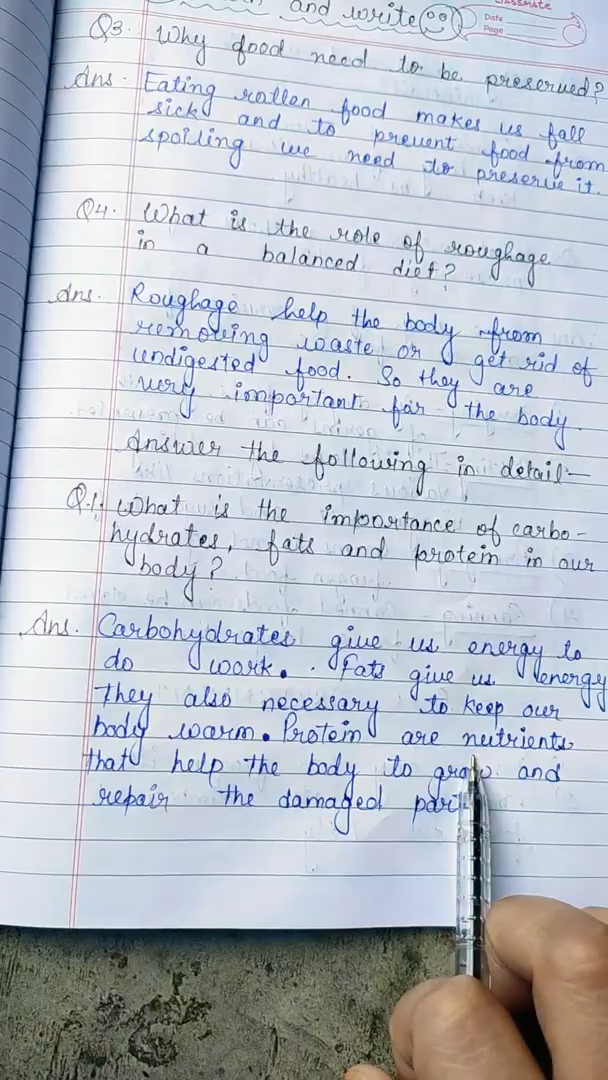 and write
CLASSMATE
Date
Page
Q3. Why food need to be preserved?
Ans. Eating rotten food makes us fall
sick and to prevent food from
spoiling we need to preserve it.
Q4. What is the role of roughage
in a balanced diet?
Ans. Roughage help the body from
removing waste or get rid of
undigested food. So they are
very important for the body.
Answer the following in detail:-
Q.1. What is the importance of carbo-
hydrates, fats and protein in our
body?
Ans. Carbohydrates give us energy to
do work. Fats give us energy
They also necessary to keep our
body warm. Protein are nutrients
that help the body to grow and
repair the damaged